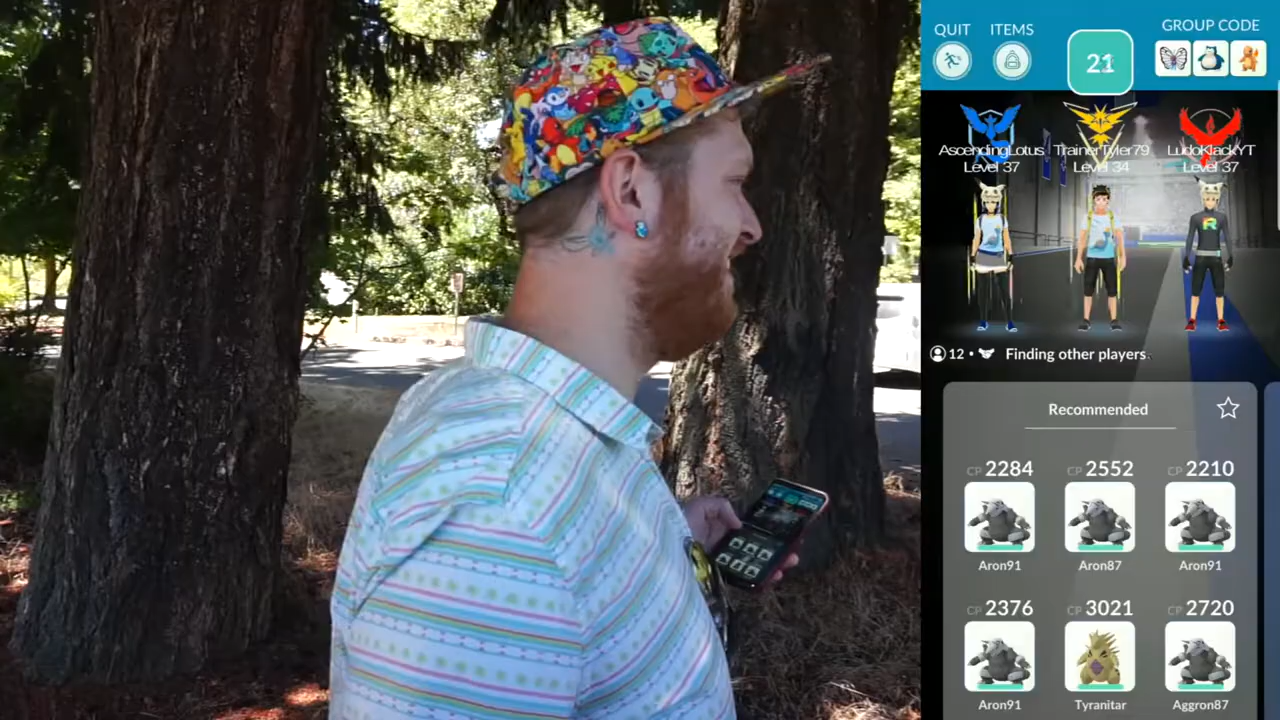 QUIT
ITEMS
21
GROUP CODE
AscendingLotus
Level 37
TrainerTyler79
Level 34
LudoKlackYT
Level 37
R
12 • Finding other players.
Recommended
CP 2284
CP 2552
CP 2210
Aron91
Aron87
Aron91
CP 2376
CP 3021
CP 2720
Aron91
Tyranitar
Aggron87